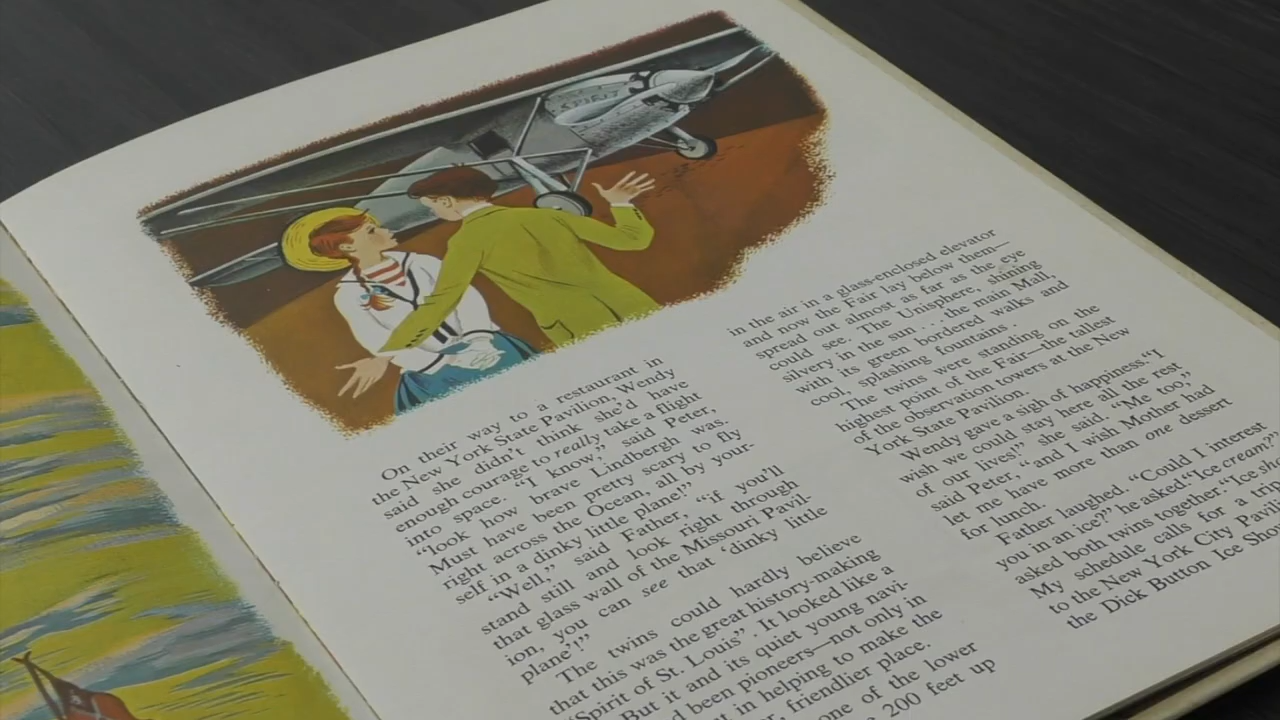 SPIRIT
On their way to a restaurant in
the New York State Pavilion, Wendy
said she didn't think she'd have
enough courage to really take a flight
into space. "I know," said Peter,
"look how brave Lindbergh was.
Must have been pretty scary to fly
right across the Ocean, all by your-
self in a dinky little plane!"
"Well," said Father, "if you'll
stand still and look right through
that glass wall of the Missouri Pavil-
ion, you can see that 'dinky little
plane'!"
The twins could hardly believe
that this was the great history-making
"Spirit of St. Louis". It looked like a
But it and its quiet young navi-
been pioneers—not only in
in helping to make the
friendlier place.
one of the lower
200 feet up
in the air in a glass-enclosed elevator
and now the Fair lay below them—
spread out almost as far as the eye
could see. The Unisphere, shining
silvery in the sun . . . the main Mall,
with its green bordered walks and
cool, splashing fountains .
The twins were standing on the
highest point of the Fair—the tallest
of the observation towers at the New
York State Pavilion.
Wendy gave a sigh of happiness. "I
wish we could stay here all the rest
of our lives!" she said. "Me too,"
said Peter, "and I wish Mother had
let me have more than one dessert
for lunch."
Father laughed. "Could I interest
you in an ice?" he asked "Ice cream?"
asked both twins together. "Ice
My schedule calls for a trip
to the New York City
the Dick Button Ice